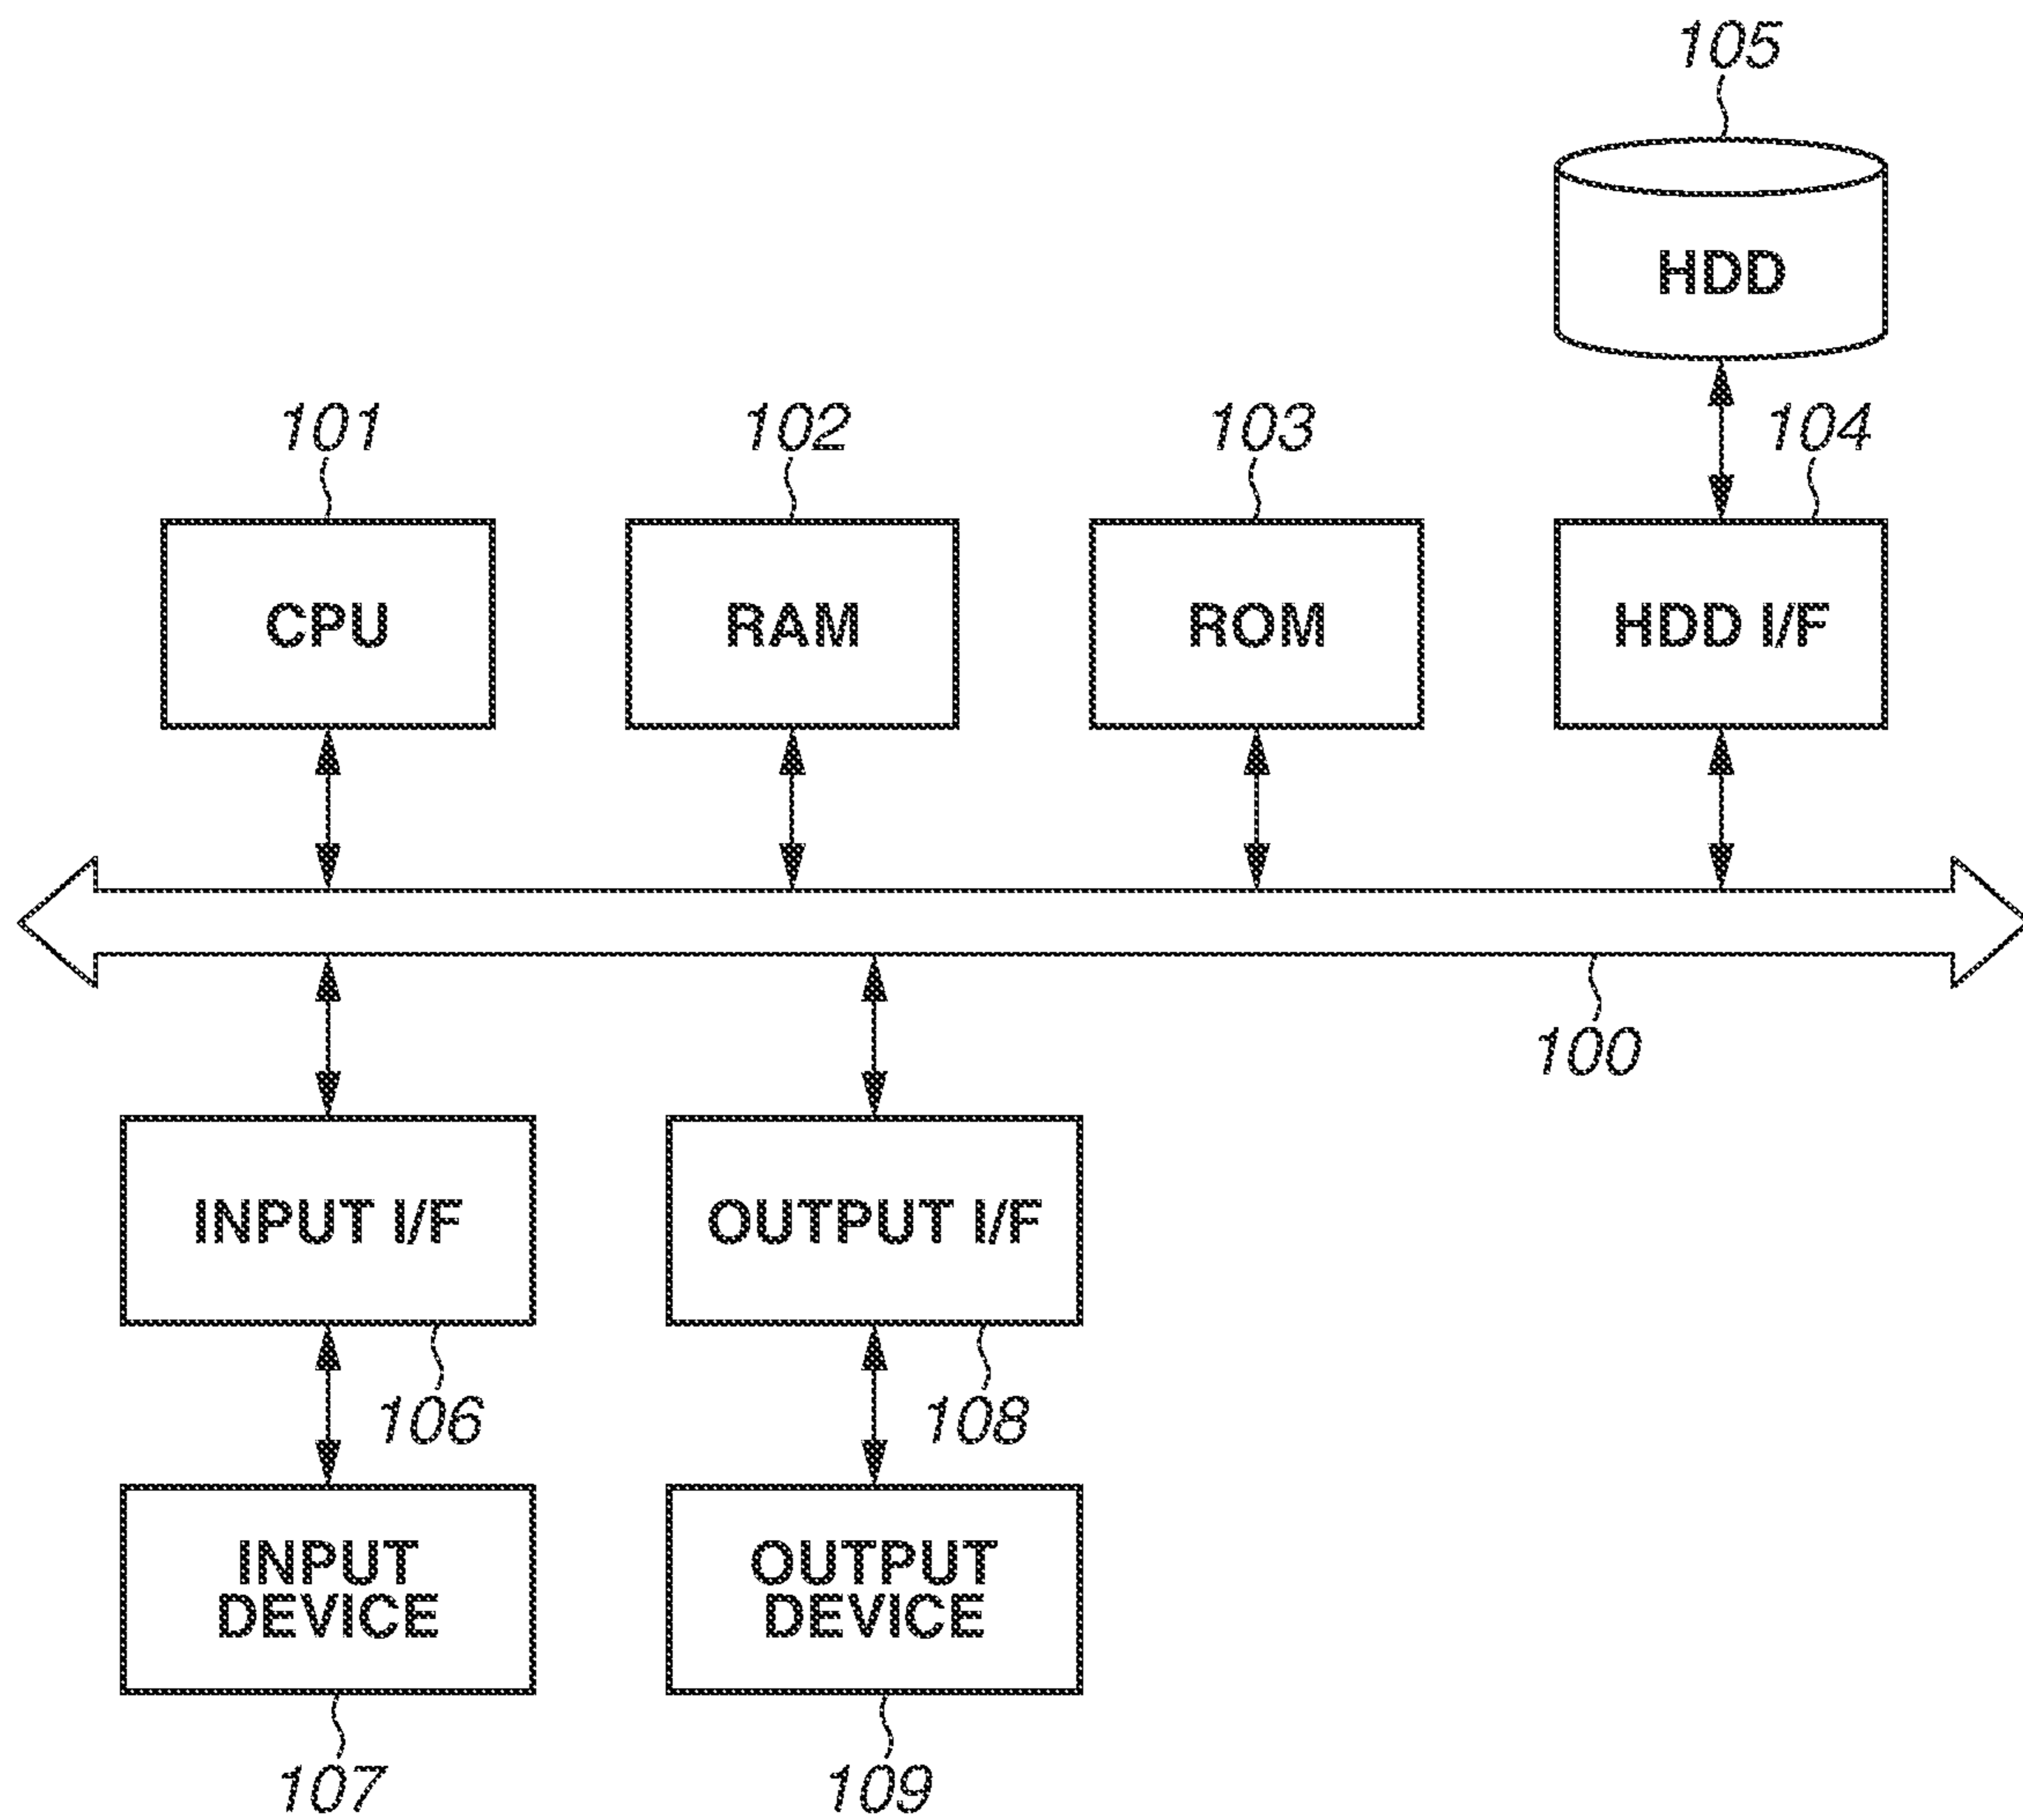 105
HDD
101
102
103
104
CPU
RAM
ROM
HDD I/F
100
INPUT I/F
OUTPUT I/F
106
108
INPUT
DEVICE
OUTPUT
DEVICE
107
109